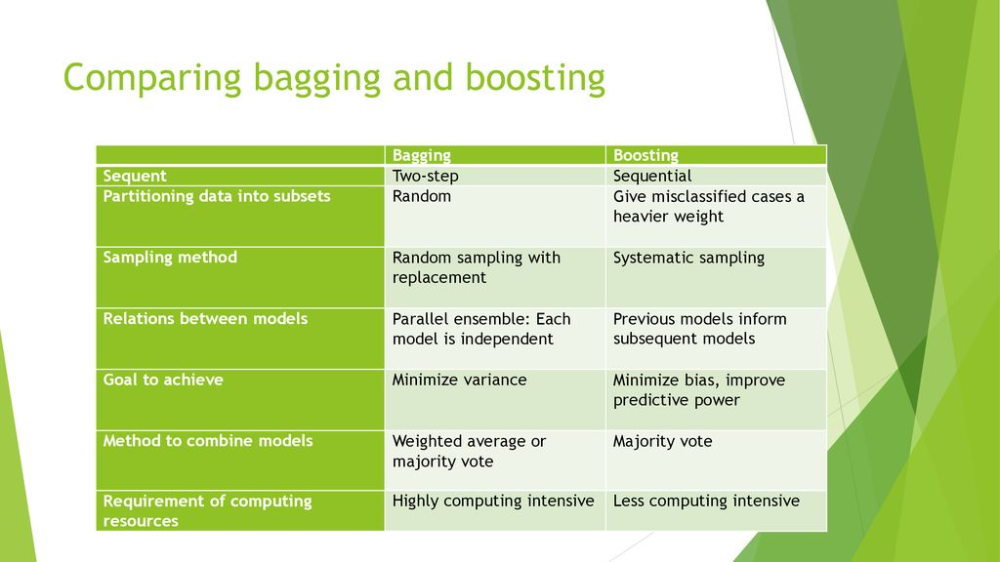 Comparing bagging and boosting
Bagging Boosting
Sequent Two-step Sequential
Partitioning data into subsets Random Give misclassified cases a
heavier weight
Sampling method Random sampling with Systematic sampling
replacement
Relations between models Parallel ensemble: Each Previous models inform
model is independent subsequent models
Goal to achieve Minimize variance Minimize bias, improve
predictive power
Method to combine models Weighted average or Majority vote
majority vote
Requirement of computing Highly computing intensive Less computing intensive
resources